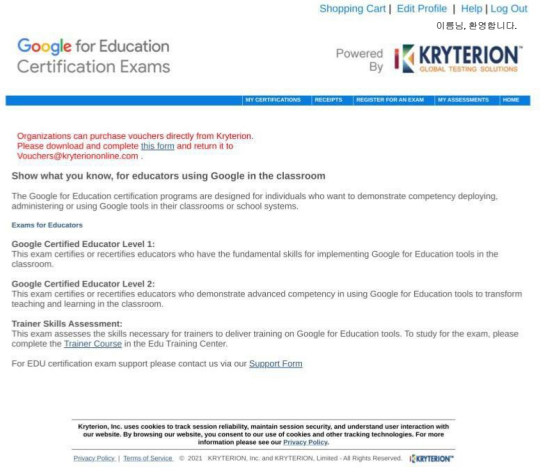 Shopping Cart | Edit Profile | Help | Log Out
이름님, 환영합니다.
Google for Education
Certification Exams
Powered By
KRYTERION™
GLOBAL TESTING SOLUTIONS
MY CERTIFICATIONS | RECEIPTS | REGISTER FOR AN EXAM | MY ASSESSMENTS | HOME
Organizations can purchase vouchers directly from Kryterion.
Please download and complete this form and return it to
Vouchers@kryteriononline.com .
Show what you know, for educators using Google in the classroom
The Google for Education certification programs are designed for individuals who want to demonstrate competency deploying,
administering or using Google tools in their classrooms or school systems.
Exams for Educators
Google Certified Educator Level 1:
This exam certifies or recertifies educators who have the fundamental skills for implementing Google for Education tools in the
classroom.
Google Certified Educator Level 2:
This exam certifies or recertifies educators who demonstrate advanced competency in using Google for Education tools to transform
teaching and learning in the classroom.
Trainer Skills Assessment:
This exam assesses the skills necessary for trainers to deliver training on Google for Education tools. To study for the exam, please
complete the Trainer Course in the Edu Training Center.
For EDU certification exam support please contact us via our Support Form
Kryterion, Inc. uses cookies to track session reliability, maintain session security, and understand user interaction with
our website. By browsing our website, you consent to our use of cookies and other tracking technologies. For more
information please see our Privacy Policy.
Privacy Policy | Terms of Service © 2021 KRYTERION, Inc. and KRYTERION, Limited - All Rights Reserved. KRYTERION™